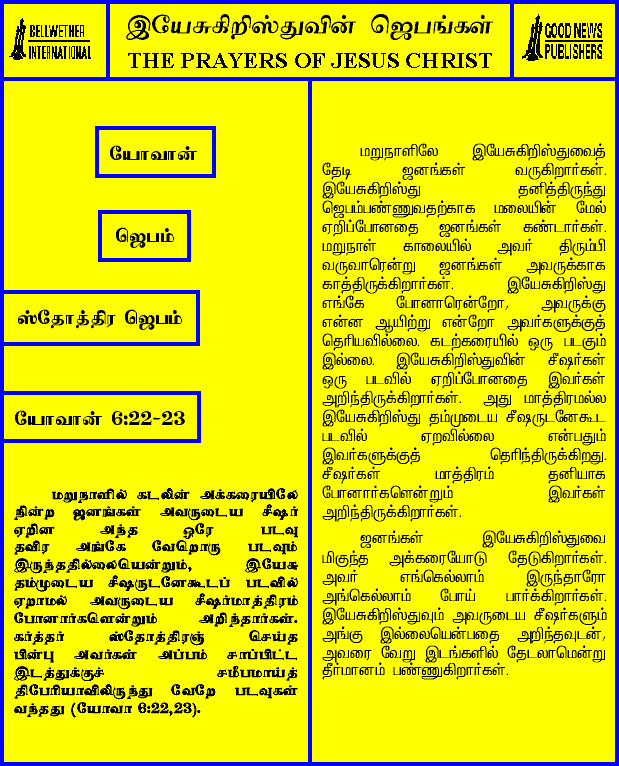 BELLWETHER
INTERNATIONAL
இயேசுகிறிஸ்துவின் ஜெபங்கள்
THE PRAYERS OF JESUS CHRIST
GOOD NEWS
PUBLISHERS
யோவான்
ஜெபம்
ஸ்தோத்திர ஜெபம்
யோவான் 6:22-23
மறுநாளில் கடலின் அக்கரையிலே
நின்ற ஜனங்கள் அவருடைய சீஷர்
ஏறின அந்த ஒரே படவு
தவிர அங்கே வேறொரு படவும்
இருந்ததில்லையென்றும், இயேசு
தம்முடைய சீஷருடனேகூடப் படவில்
ஏறாமல் அவருடைய சீஷர்மாத்திரம்
போனார்களென்றும் அறிந்தார்கள்.
கர்த்தர் ஸ்தோத்திரஞ் செய்த
பின்பு அவர்கள் அப்பம் சாப்பிட்ட
இடத்துக்குச் சமீபமாய்த்
திபேரியாவிலிருந்து வேறே படவுகள்
வந்தது (யோவா 6:22,23).
மறுநாளிலே இயேசுகிறிஸ்துவைத்
தேடி ஜனங்கள் வருகிறார்கள்.
இயேசுகிறிஸ்து தனித்திருந்து
ஜெபம்பண்ணுவதற்காக மலையின் மேல்
ஏறிப்போனதை ஜனங்கள் கண்டார்கள்.
மறுநாள் காலையில் அவர் திரும்பி
வருவாரென்று ஜனங்கள் அவருக்காக
காத்திருக்கிறார்கள். இயேசுகிறிஸ்து
எங்கே போனாரென்றோ, அவருக்கு
என்ன ஆயிற்று என்றோ அவர்களுக்குத்
தெரியவில்லை. கடற்கரையில் ஒரு படகும்
இல்லை. இயேசுகிறிஸ்துவின் சீஷர்கள்
ஒரு படவில் ஏறிப்போனதை இவர்கள்
அறிந்திருக்கிறார்கள். அது மாத்திரமல்ல
இயேசுகிறிஸ்து தம்முடைய சீஷருடனேகூட
படவில் ஏறவில்லை என்பதும்
இவர்களுக்குத் தெரிந்திருக்கிறது.
சீஷர்கள் மாத்திரம் தனியாக
போனார்களென்றும் இவர்கள்
அறிந்திருக்கிறார்கள்.
ஜனங்கள் இயேசுகிறிஸ்துவை
மிகுந்த அக்கரையோடு தேடுகிறார்கள்.
அவர் எங்கெல்லாம் இருந்தாரோ
அங்கெல்லாம் போய் பார்க்கிறார்கள்.
இயேசுகிறிஸ்துவும் அவருடைய சீஷர்களும்
அங்கு இல்லையென்பதை அறிந்தவுடன்,
அவரை வேறு இடங்களில் தேடலாமென்று
தீர்மானம் பண்ணுகிறார்கள்.